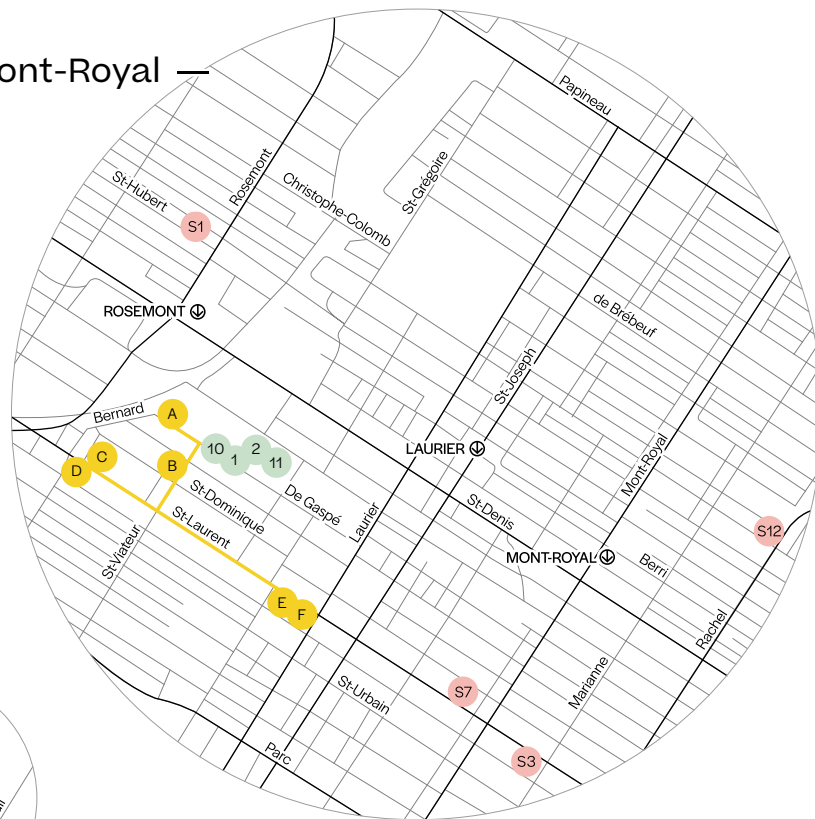 ont-Royal —
Papineau
St-Hubert
Rosemont
Christophe-Colomb
St-Grégoire
S1
ROSEMONT
de Brébeuf
St-Joseph
Bernard
A
10
1
2
11
LAURIER
Mont-Royal
D
C
B
St-Dominique
De Gaspé
St-Denis
St-Laurent
Laurier
S12
St-Viateur
MONT-ROYAL
Berri
E
F
Rachel
St-Urbain
S7
Marianne
Parc
S3